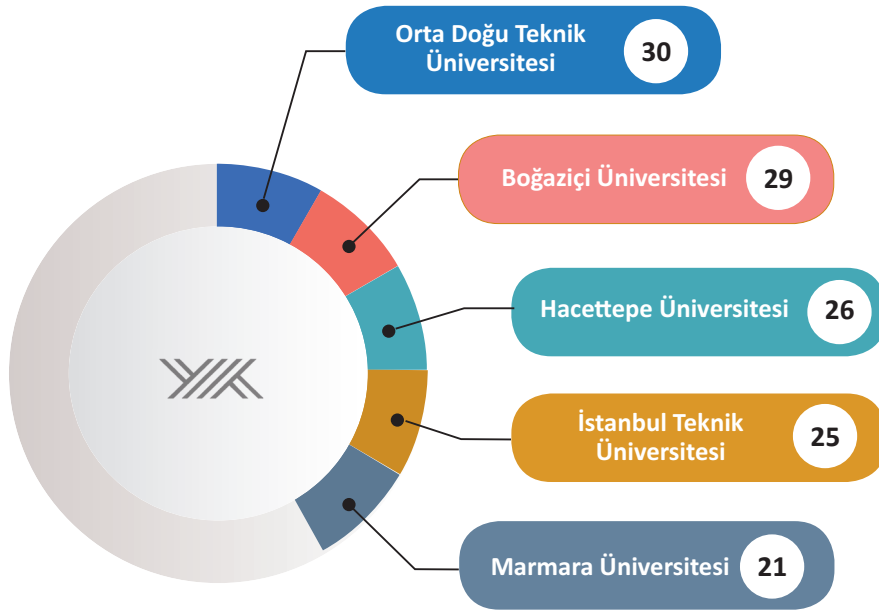 Orta Doğu Teknik
Üniversitesi
30
Boğaziçi Üniversitesi
29
Hacettepe Üniversitesi
26
İstanbul Teknik
Üniversitesi
25
Marmara Üniversitesi
21